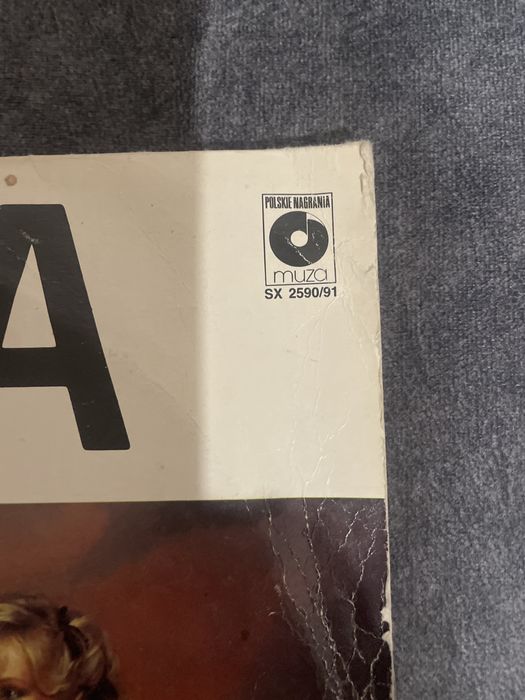 POLSKIE NAGRANIA
muza
SX 2590/91
A